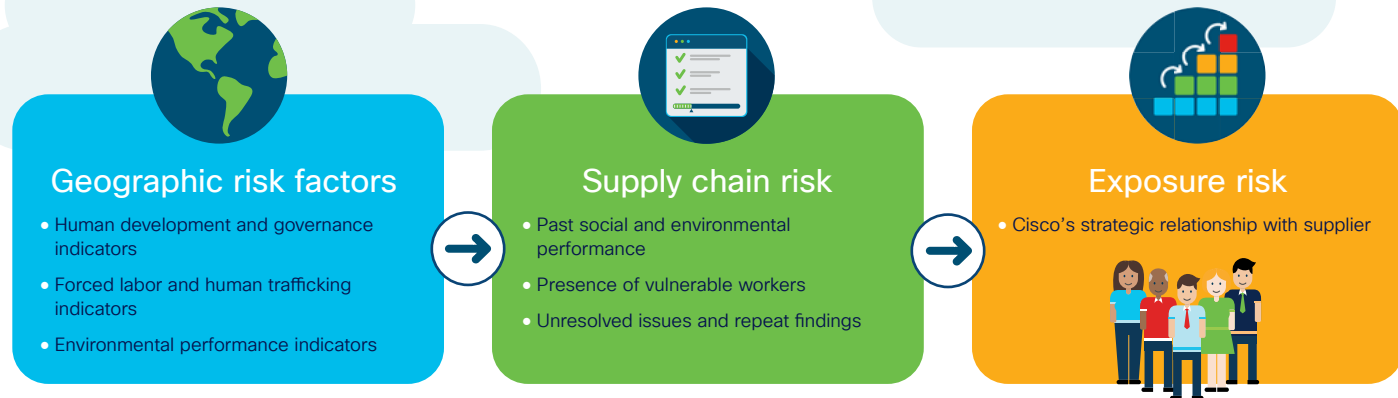 Geographic risk factors
• Human development and governance
indicators
• Forced labor and human trafficking
indicators
• Environmental performance indicators
Supply chain risk
• Past social and environmental
performance
• Presence of vulnerable workers
• Unresolved issues and repeat findings
Exposure risk
• Cisco’s strategic relationship with supplier